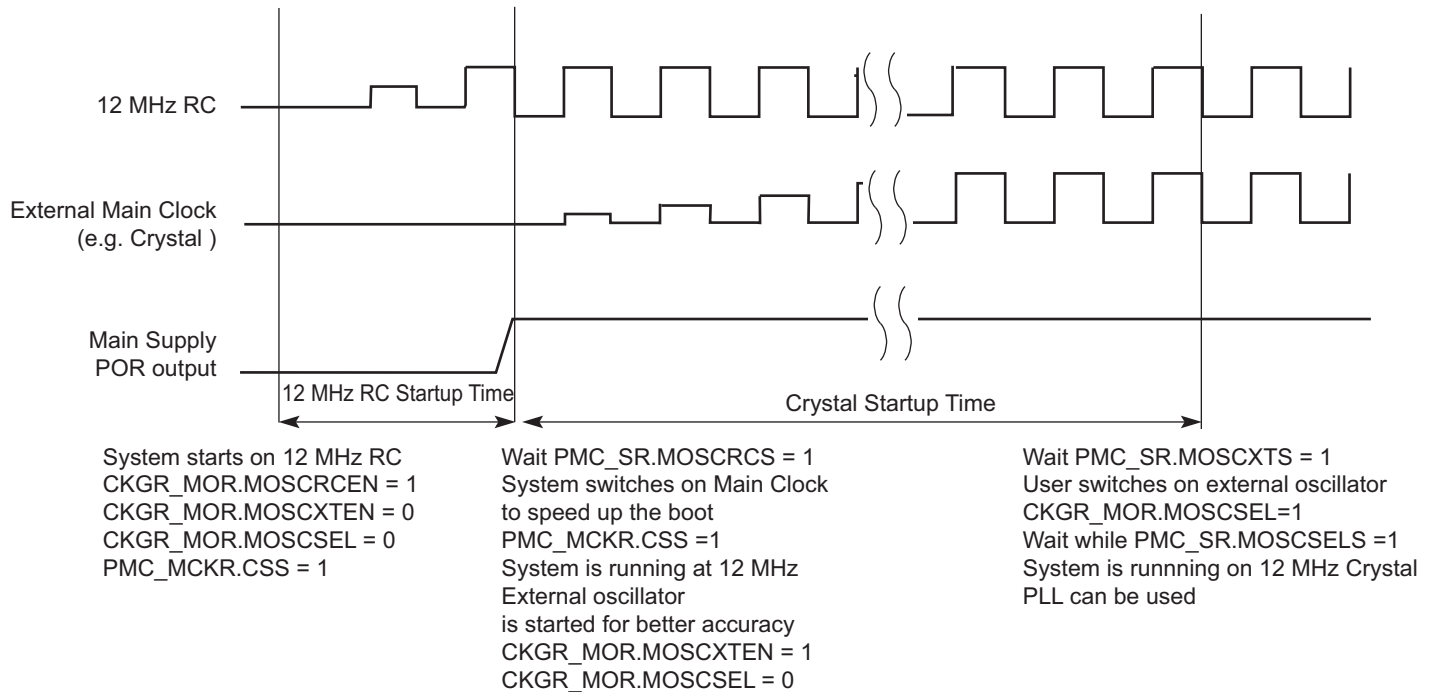 12 MHz RC
External Main Clock
(e.g. Crystal )
Main Supply
POR output
12 MHz RC Startup Time
Crystal Startup Time
System starts on 12 MHz RC
CKGR_MOR.MOSCRCEN = 1
CKGR_MOR.MOSCXTEN = 0
CKGR_MOR.MOSCSEL = 0
PMC_MCKR.CSS = 1
Wait PMC_SR.MOSCRCS = 1
System switches on Main Clock
to speed up the boot
PMC_MCKR.CSS =1
System is running at 12 MHz
External oscillator
is started for better accuracy
CKGR_MOR.MOSCXTEN = 1
CKGR_MOR.MOSCSEL = 0
Wait PMC_SR.MOSCXTS = 1
User switches on external oscillator
CKGR_MOR.MOSCSEL=1
Wait while PMC_SR.MOSCSELS =1
System is runnning on 12 MHz Crystal
PLL can be used